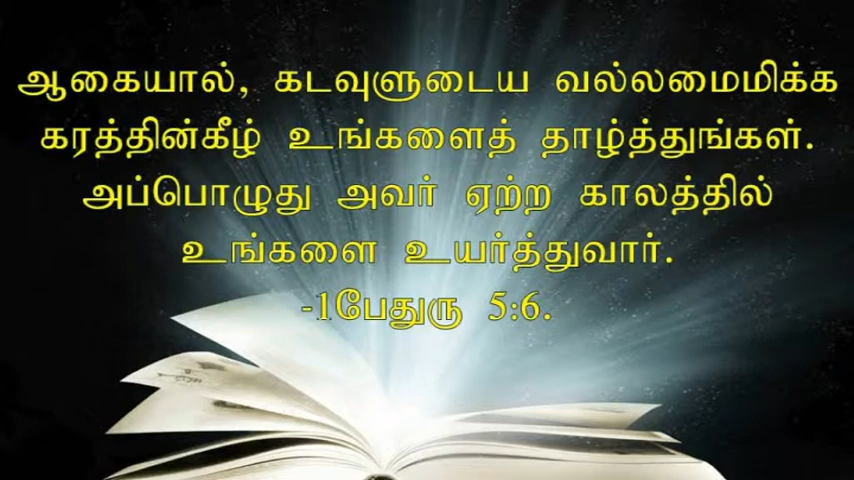 ஆகையால், கடவுளுடைய வல்லமைமிக்க
கரத்தின்கீழ் உங்களைத் தாழ்த்துங்கள்.
அப்பொழுது அவர் ஏற்ற காலத்தில்
உங்களை உயர்த்துவார்.
-1பேதுரு 5:6.